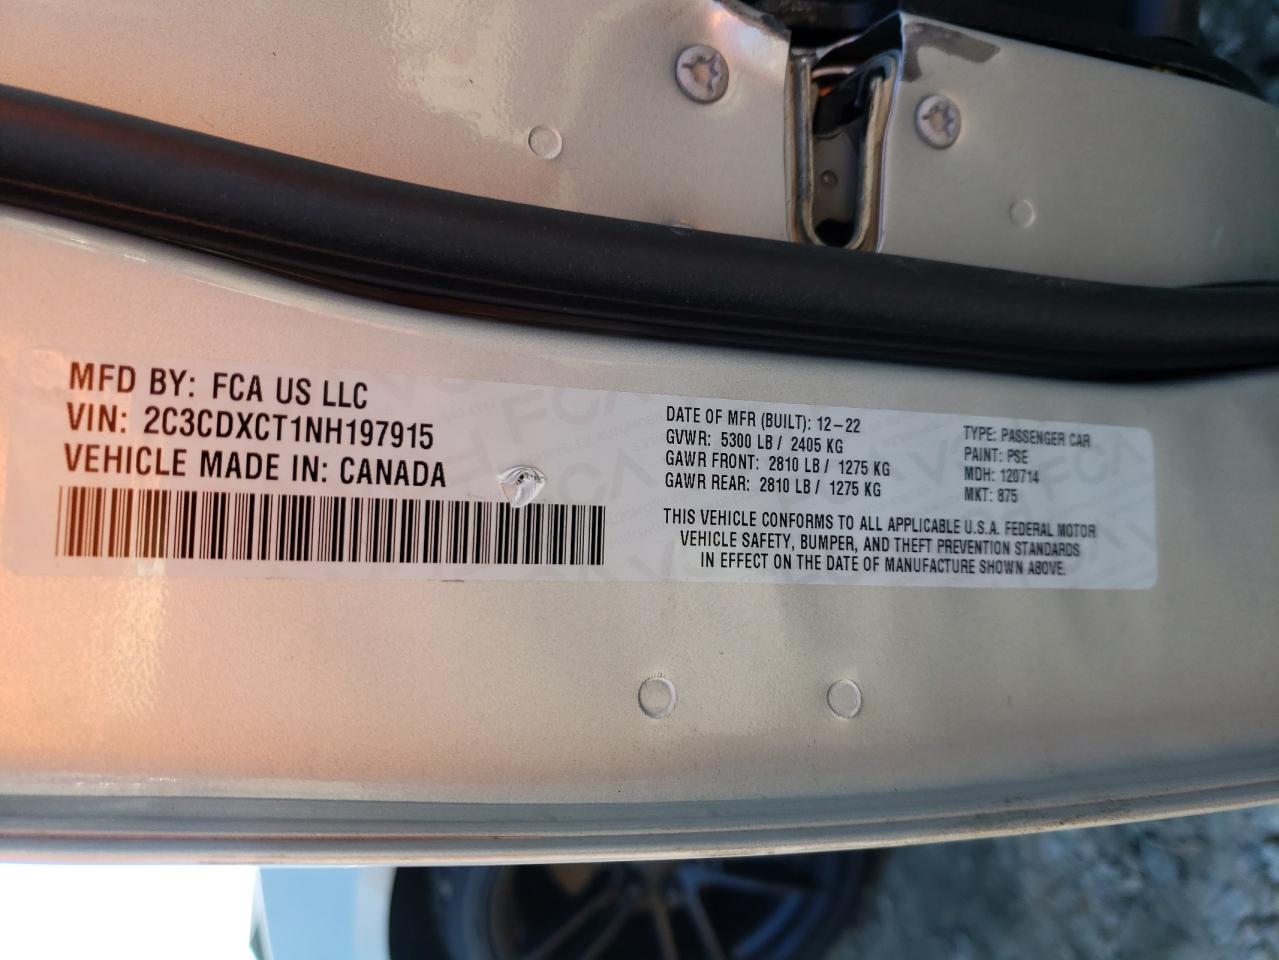 MFD BY: FCA US LLC
VIN: 2C3CDXCT1NH197915
VEHICLE MADE IN: CANADA
DATE OF MFR (BUILT): 12-22
GVWR: 5300 LB / 2405 KG
GAWR FRONT: 2810 LB / 1275 KG
GAWR REAR: 2810 LB / 1275 KG
TYPE: PASSENGER CAR
PAINT: PSE
MDH: 120714
MKT: 875
THIS VEHICLE CONFORMS TO ALL APPLICABLE U.S.A. FEDERAL MOTOR
VEHICLE SAFETY, BUMPER, AND THEFT PREVENTION STANDARDS
IN EFFECT ON THE DATE OF MANUFACTURE SHOWN ABOVE.
FCA
FCA